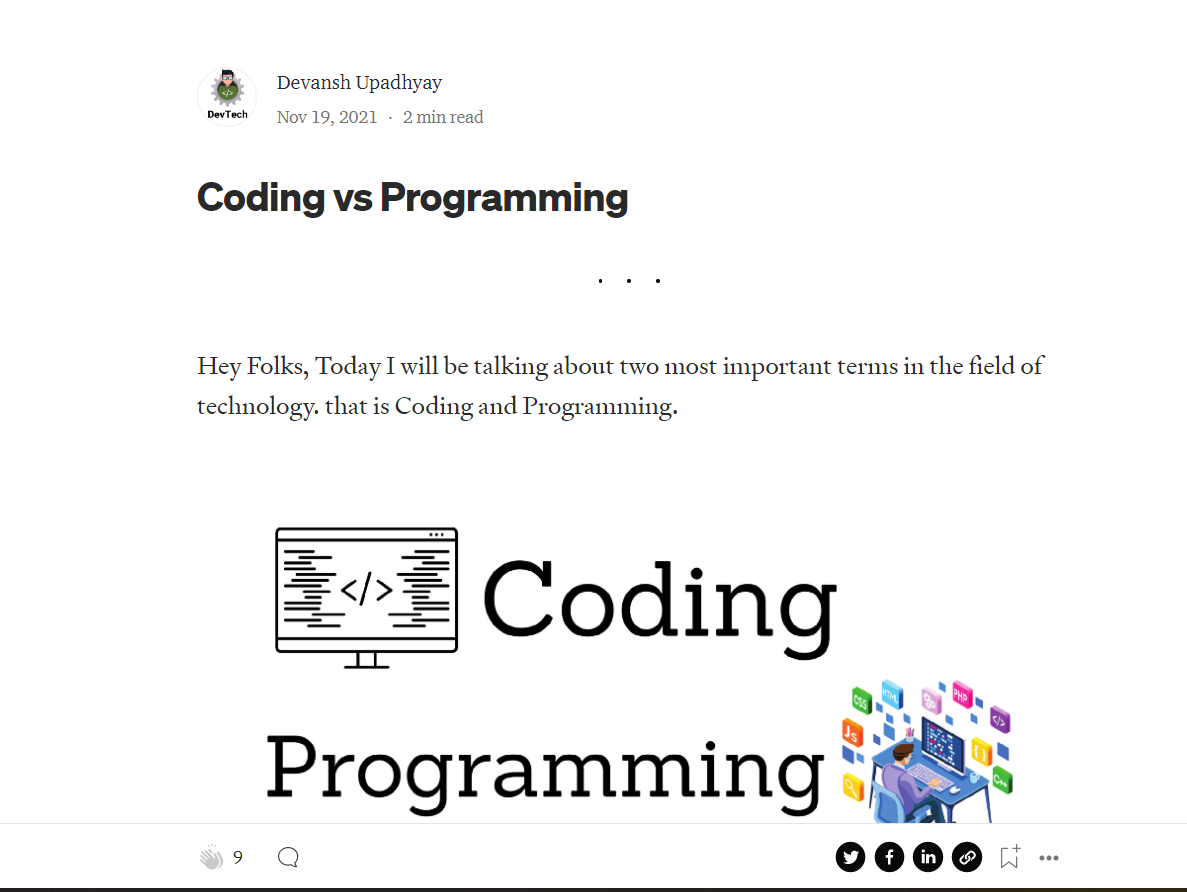 Devansh Upadhyay
DevTech
Nov 19, 2021 · 2 min read
Coding vs Programming
. . .
Hey Folks, Today I will be talking about two most important terms in the field of
technology. that is Coding and Programming.
</>
Coding
CSS
HTML
PHP
</>
Js
{}
C++
Programming
9